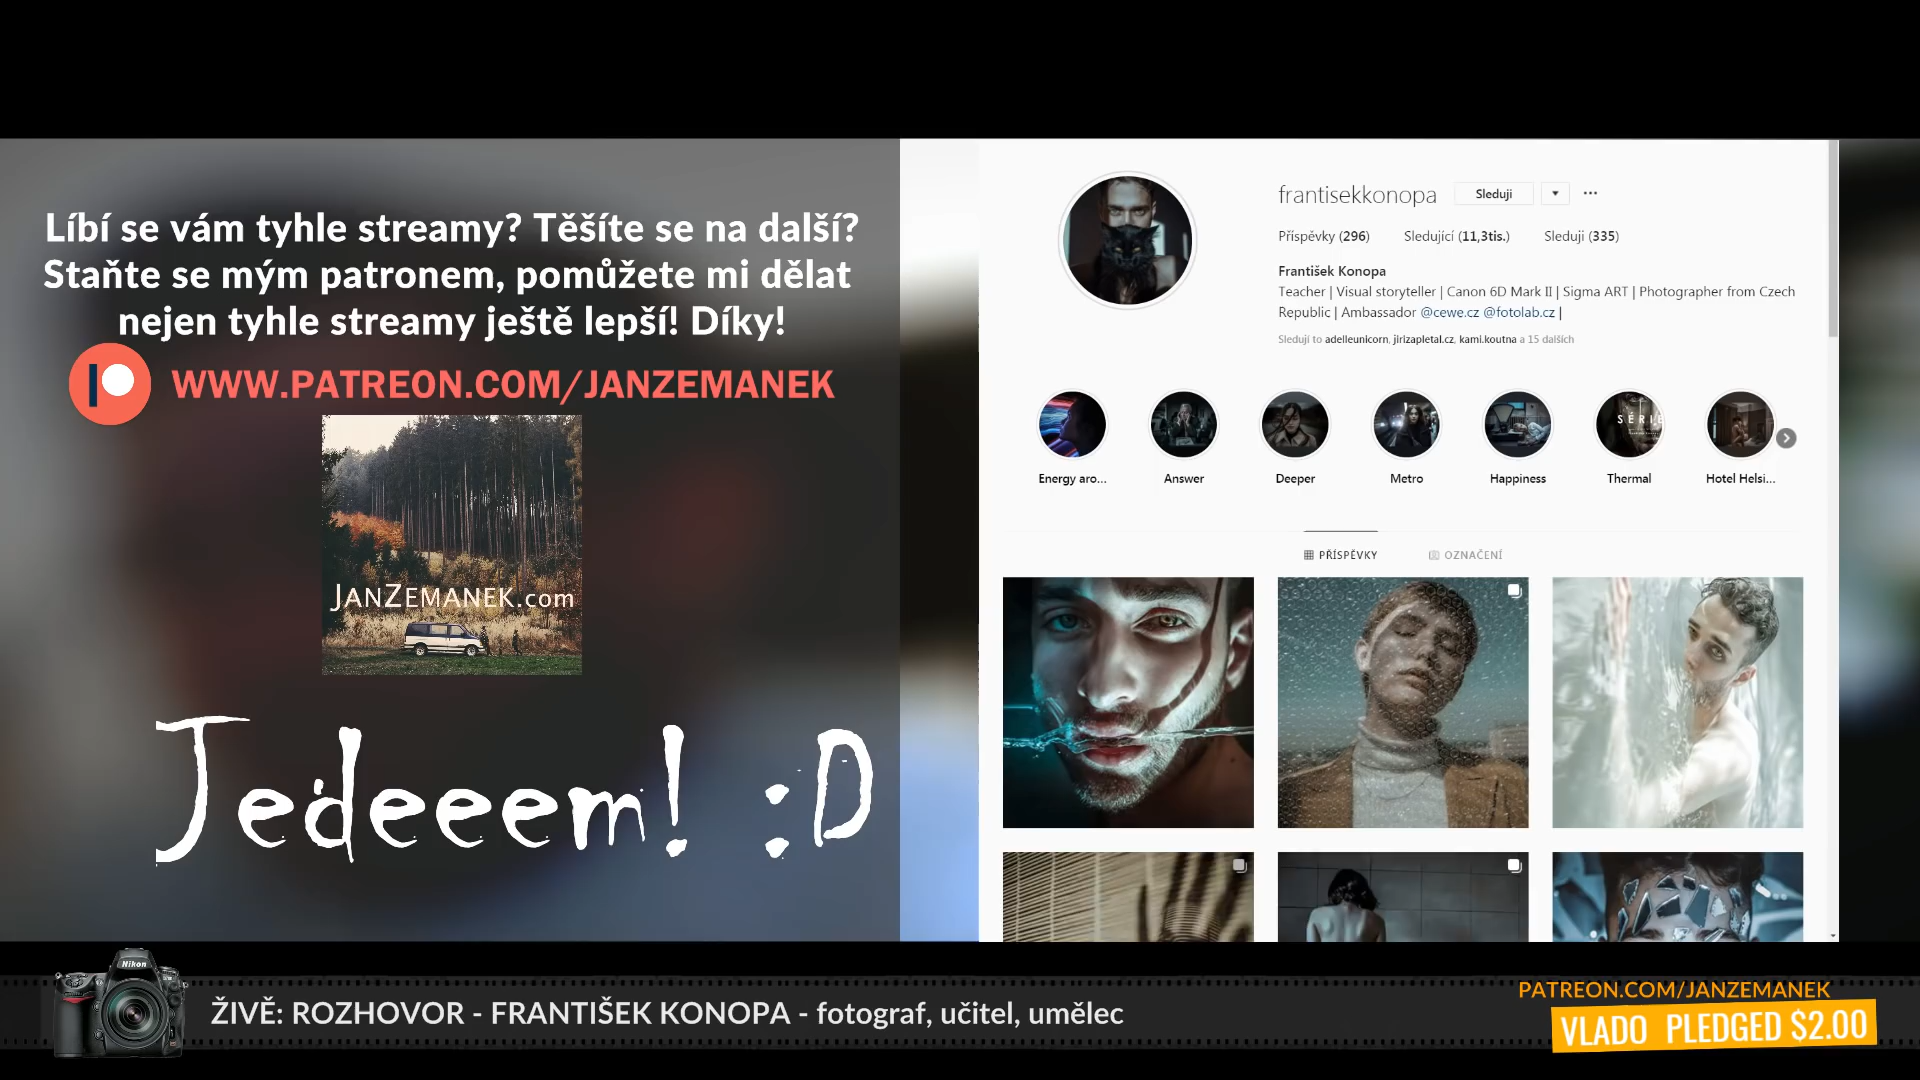 Líbí se vám tyhle streamy? Těšíte se na další?
Staňte se mým patronem, pomůžete mi dělat
nejen tyhle streamy ještě lepší! Díky!
WWW.PATREON.COM/JANZEMANEK
JANZEMANEK.com
Jedeeem! :D
frantisekkonopa
Sleduji
Příspěvky (296) Sledující (11,3tis.) Sleduji (335)
František Konopa
Teacher | Visual storyteller | Canon 6D Mark II | Sigma ART | Photographer from Czech
Republic | Ambassador @cewe.cz @fotolab.cz |
Sledují to adelleunicorn, jirizapletal.cz, kami.koutna a 15 dalších
SÉRIE
Energy aro... Answer Deeper Metro Happiness Thermal Hotel Helsi...
PŘÍSPĚVKY OZNAČENÍ
Nikon
ŽIVĚ: ROZHOVOR - FRANTIŠEK KONOPA - fotograf, učitel, umělec
PATREON.COM/JANZEMANEK
VLADO PLEDGED $2.00